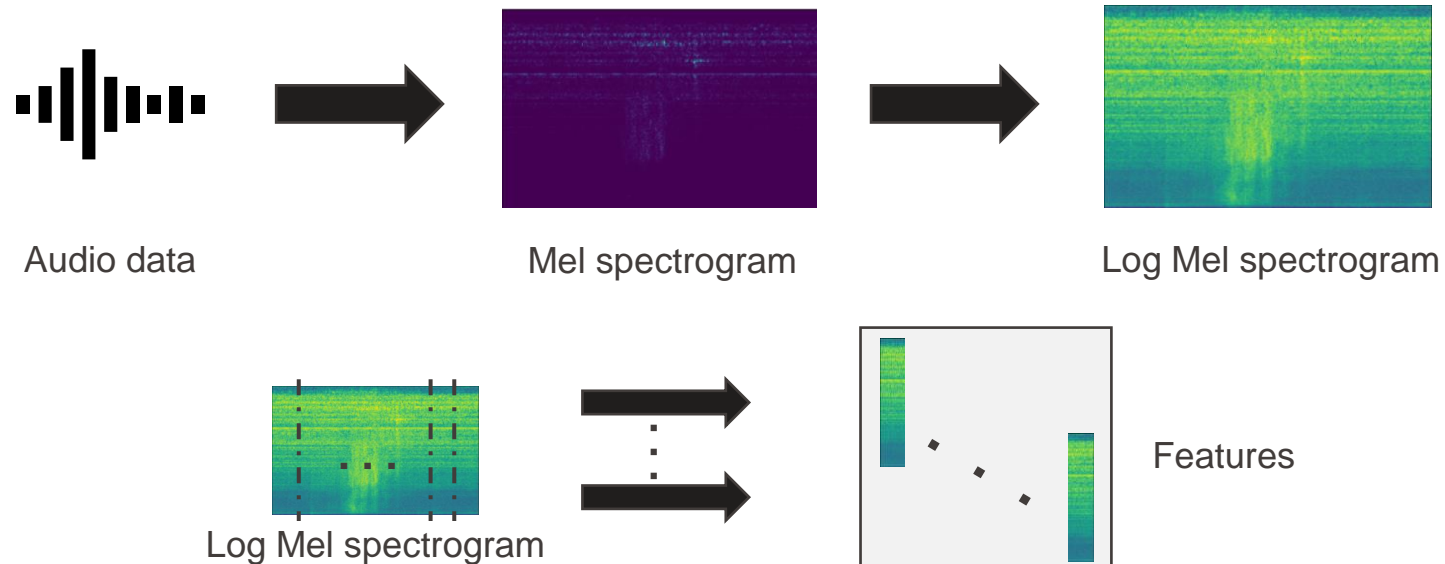 Audio data
Mel spectrogram
Log Mel spectrogram
Features
Log Mel spectrogram